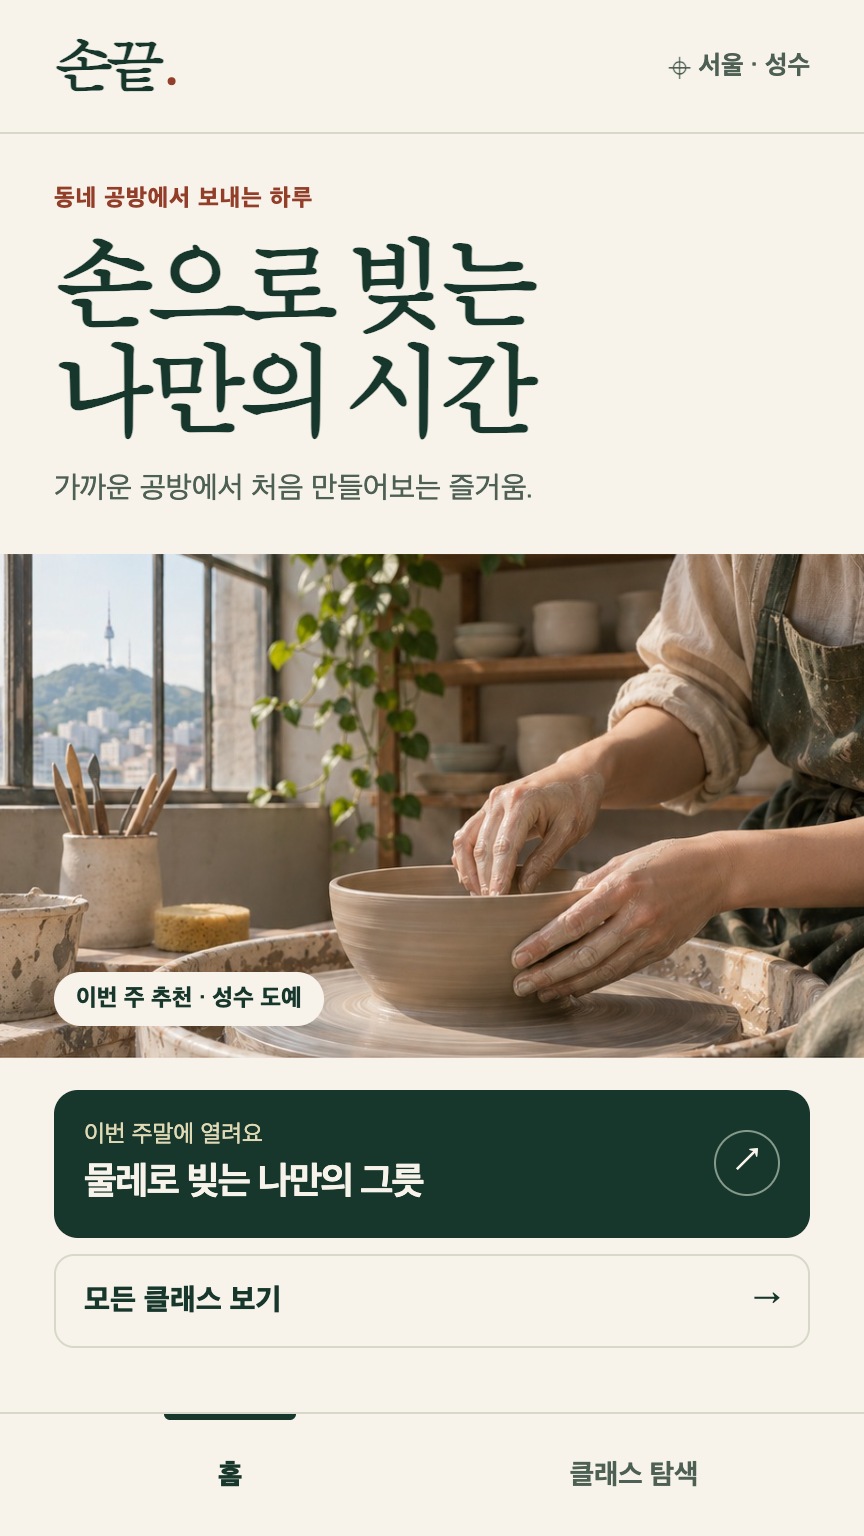 손끝.
서울 · 성수
동네 공방에서 보내는 하루
손으로 빚는
나만의 시간
가까운 공방에서 처음 만들어보는 즐거움.
이번 주 추천 · 성수 도예
이번 주말에 열려요
물레로 빚는 나만의 그릇
↗
모든 클래스 보기 →
홈
클래스 탐색